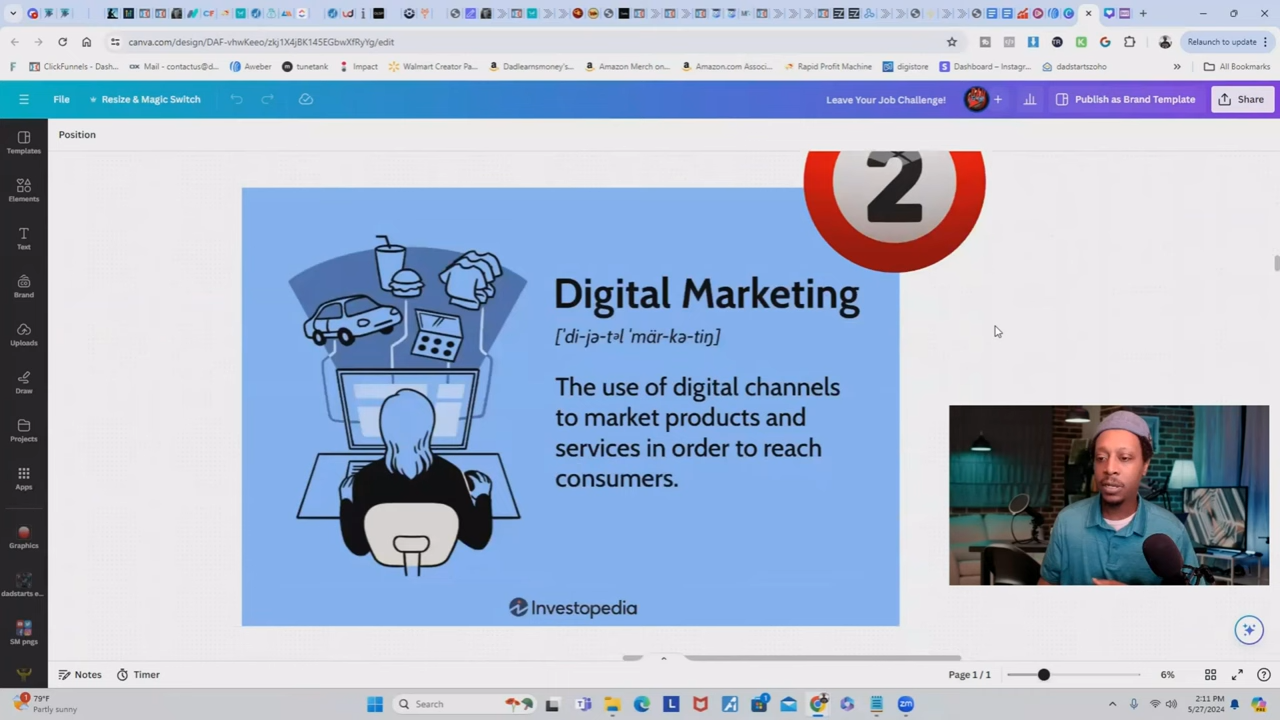 canva.com/design/DAF-vhwKeeo/zkj1X4jBK145EGbwXfRyYg/edit
Relaunch to update
ClickFunnels - Dash...
Mail - contactus@d...
Aweber
tunetank
Impact
Walmart Creator Pa...
Dadlearnsmoney's...
Amazon Merch on...
Amazon.com Associ...
Rapid Profit Machine
digistore
Dashboard – Instagr...
dadstartszoho
»
All Bookmarks
File
Resize & Magic Switch
Leave Your Job Challenge!
Publish as Brand Template
Share
Position
Templates
Elements
Text
Brand
Uploads
Draw
Projects
Apps
Graphics
dadstarts e...
SM pngs
2
Digital Marketing
['di-jə-təl 'mär-kə-tiŋ]
The use of digital channels
to market products and
services in order to reach
consumers.
Investopedia
Notes
Timer
Page 1 / 1
6%
79°F
Partly sunny
Search
2:11 PM
5/27/2024